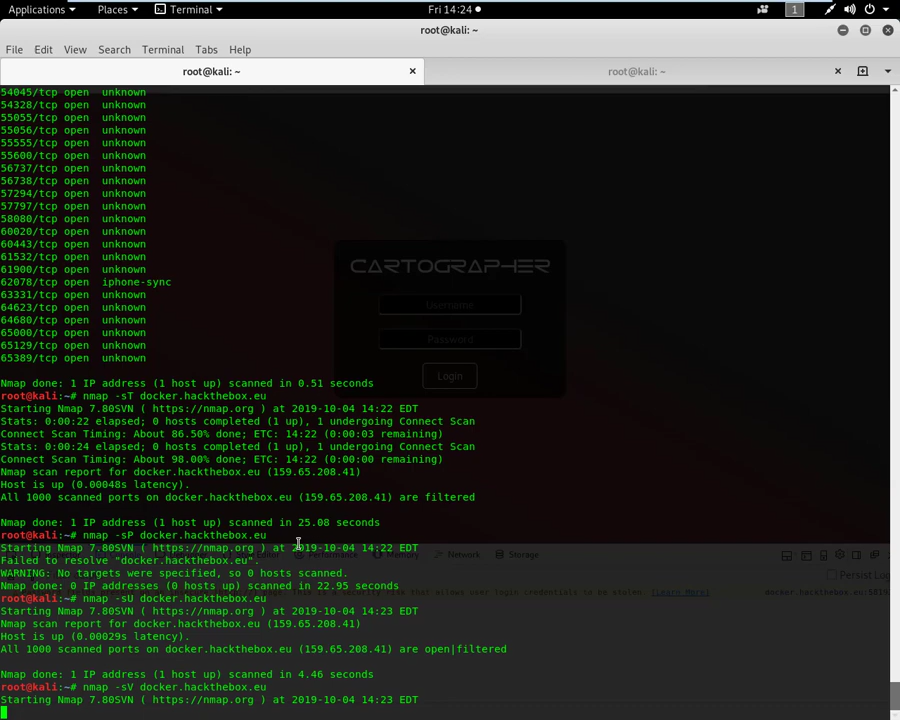 Applications Places Terminal Fri 14:24 1
root@kali: ~
File Edit View Search Terminal Tabs Help
root@kali: ~ root@kali: ~
54045/tcp open unknown
54328/tcp open unknown
55055/tcp open unknown
55056/tcp open unknown
55555/tcp open unknown
55600/tcp open unknown
56737/tcp open unknown
56738/tcp open unknown
57294/tcp open unknown
57797/tcp open unknown
58080/tcp open unknown
60020/tcp open unknown
60443/tcp open unknown
61532/tcp open unknown
61900/tcp open unknown
62078/tcp open iphone-sync
63331/tcp open unknown
64623/tcp open unknown
64680/tcp open unknown
65000/tcp open unknown
65129/tcp open unknown
65389/tcp open unknown
CARTOGRAPHER
Username
Password
Login
Nmap done: 1 IP address (1 host up) scanned in 0.51 seconds
root@kali:~# nmap -sT docker.hackthebox.eu
Starting Nmap 7.80SVN ( https://nmap.org ) at 2019-10-04 14:22 EDT
Stats: 0:00:22 elapsed; 0 hosts completed (1 up), 1 undergoing Connect Scan
Connect Scan Timing: About 86.50% done; ETC: 14:22 (0:00:03 remaining)
Stats: 0:00:24 elapsed; 0 hosts completed (1 up), 1 undergoing Connect Scan
Connect Scan Timing: About 98.00% done; ETC: 14:22 (0:00:00 remaining)
Nmap scan report for docker.hackthebox.eu (159.65.208.41)
Host is up (0.00048s latency).
All 1000 scanned ports on docker.hackthebox.eu (159.65.208.41) are filtered
Nmap done: 1 IP address (1 host up) scanned in 25.08 seconds
root@kali:~# nmap -sP docker.hackthebox.eu
Starting Nmap 7.80SVN ( https://nmap.org ) at 2019-10-04 14:22 EDT
Memory Network Storage
Failed to resolve "docker.hackthebox.eu".
WARNING: No targets were specified, so 0 hosts scanned.
Persist Log
Nmap done: 0 IP addresses (0 hosts up) scanned in 22.95 seconds
root@kali:~# nmap -sU docker.hackthebox.eu
Starting Nmap 7.80SVN ( https://nmap.org ) at 2019-10-04 14:23 EDT
Nmap scan report for docker.hackthebox.eu (159.65.208.41)
Host is up (0.00029s latency).
All 1000 scanned ports on docker.hackthebox.eu (159.65.208.41) are open|filtered
Nmap done: 1 IP address (1 host up) scanned in 4.46 seconds
root@kali:~# nmap -sV docker.hackthebox.eu
Starting Nmap 7.80SVN ( https://nmap.org ) at 2019-10-04 14:23 EDT